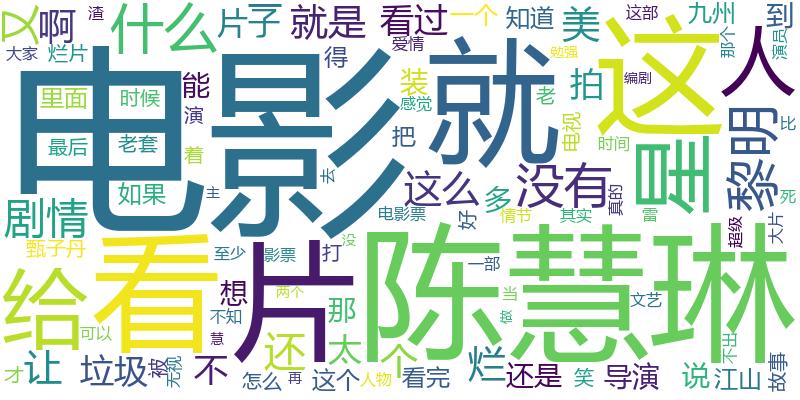 又
啊
渣
什么
片子
就是
看过
一个
知道
美
这部
九州
到
大家
烂片
爱情
得
勉强
那个
演员
电影
就
这
人
里面
时候
能
装
感觉
老
拍
编剧
演
把
电视
时间
星
黎明
比
最后
老套
着
如果
主
去
这么
没有
多
真的
死
剧情
电影票
好
情节
其实
雷
超级
大片
甄子丹
至少
影票
打
没
一部
给
看
片
陈慧琳
想
两个
那
当
做
文艺
不出
可以
不知
慧
还
太
个
才
让
垃圾
被
无视
不
怎么
再
这个
人物
看完
烂
还是
笑
导演
说
江山
故事